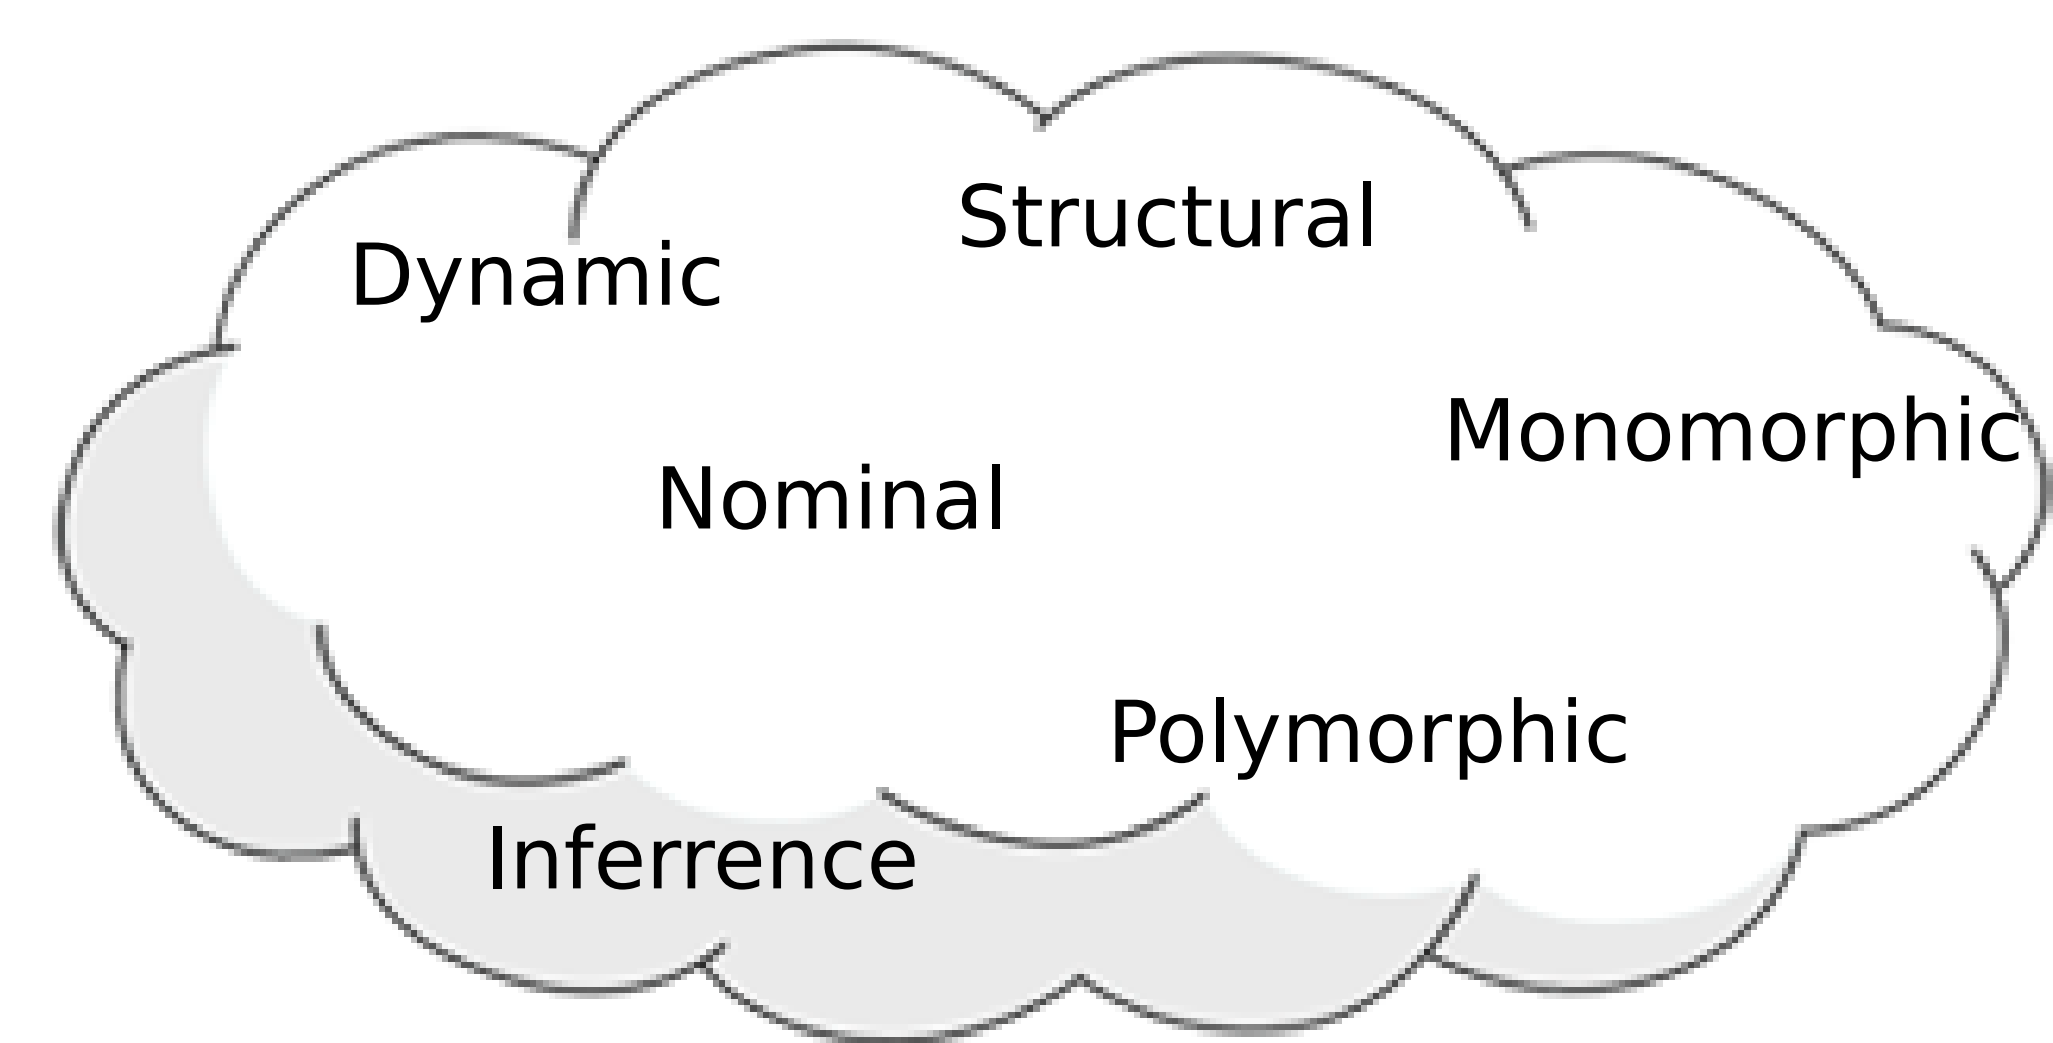 Structural
Dynamic
Monomorphic
Nominal
Polymorphic
Inferrence